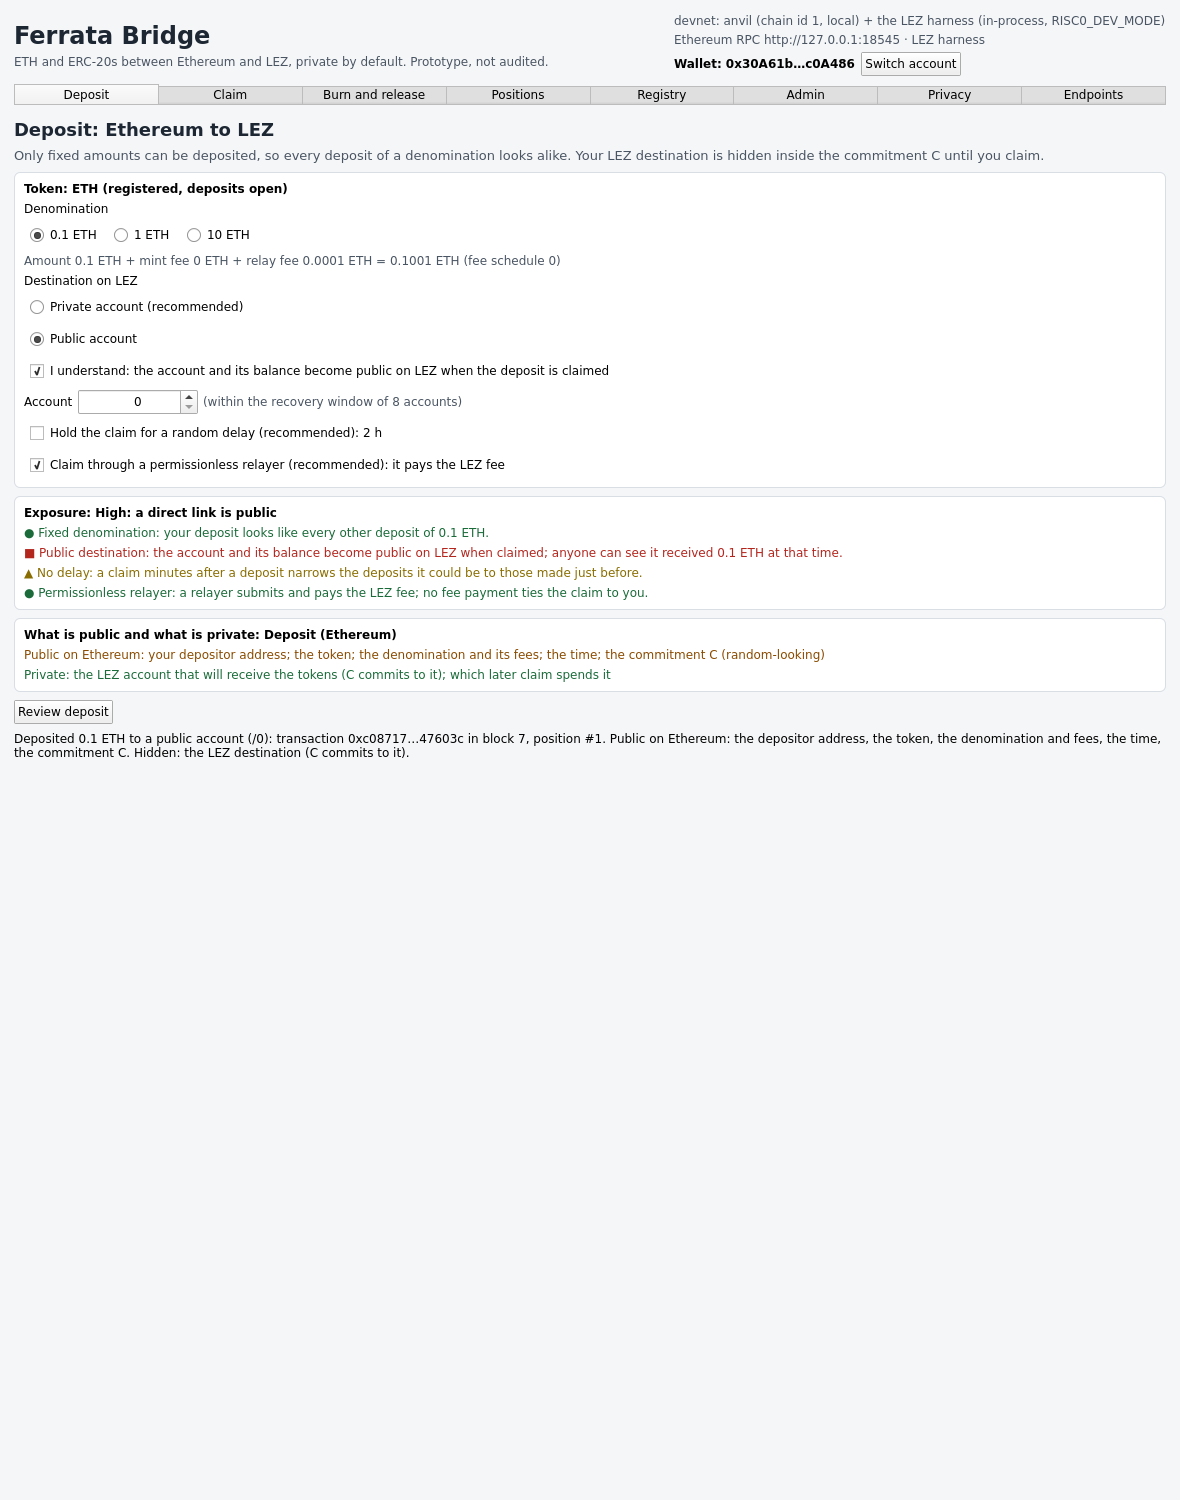 Ferrata Bridge
ETH and ERC-20s between Ethereum and LEZ, private by default. Prototype, not audited.
devnet: anvil (chain id 1, local) + the LEZ harness (in-process, RISC0_DEV_MODE)
Ethereum RPC http://127.0.0.1:18545 · LEZ harness
Wallet: 0x30A61b…c0A486 Switch account
Deposit Claim Burn and release Positions Registry Admin Privacy Endpoints
Deposit: Ethereum to LEZ
Only fixed amounts can be deposited, so every deposit of a denomination looks alike. Your LEZ destination is hidden inside the commitment C until you claim.
Token: ETH (registered, deposits open)
Denomination
0.1 ETH 1 ETH 10 ETH
Amount 0.1 ETH + mint fee 0 ETH + relay fee 0.0001 ETH = 0.1001 ETH (fee schedule 0)
Destination on LEZ
Private account (recommended)
Public account
I understand: the account and its balance become public on LEZ when the deposit is claimed
Account 0 (within the recovery window of 8 accounts)
Hold the claim for a random delay (recommended): 2 h
Claim through a permissionless relayer (recommended): it pays the LEZ fee
Exposure: High: a direct link is public
● Fixed denomination: your deposit looks like every other deposit of 0.1 ETH.
■ Public destination: the account and its balance become public on LEZ when claimed; anyone can see it received 0.1 ETH at that time.
▲ No delay: a claim minutes after a deposit narrows the deposits it could be to those made just before.
● Permissionless relayer: a relayer submits and pays the LEZ fee; no fee payment ties the claim to you.
What is public and what is private: Deposit (Ethereum)
Public on Ethereum: your depositor address; the token; the denomination and its fees; the time; the commitment C (random-looking)
Private: the LEZ account that will receive the tokens (C commits to it); which later claim spends it
Review deposit
Deposited 0.1 ETH to a public account (/0): transaction 0xc08717…47603c in block 7, position #1. Public on Ethereum: the depositor address, the token, the denomination and fees, the time,
the commitment C. Hidden: the LEZ destination (C commits to it).